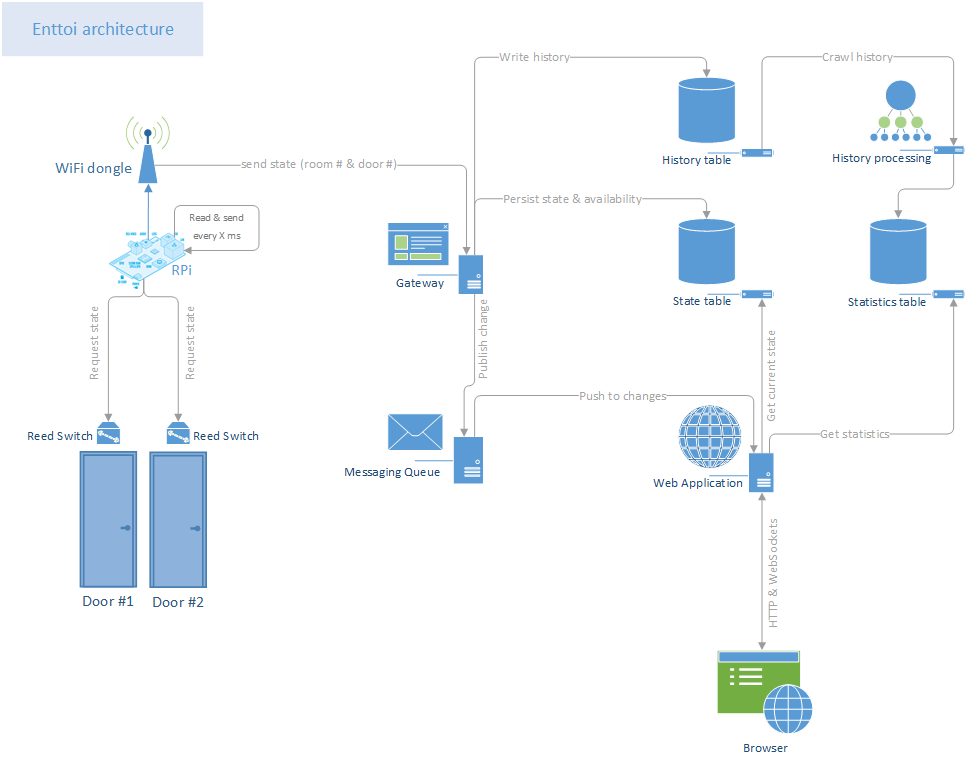 Enttoi architecture
Write history
Crawl history
History table
History processing
WiFi dongle
send state (room # & door #)
Read & send
every X ms
RPi
Persist state & availability
Gateway
State table
Statistics table
Request state
Request state
Publish change
Get current state
Push to changes
Get statistics
Reed Switch
Reed Switch
Messaging Queue
Web Application
Door #1
Door #2
HTTP & WebSockets
Browser